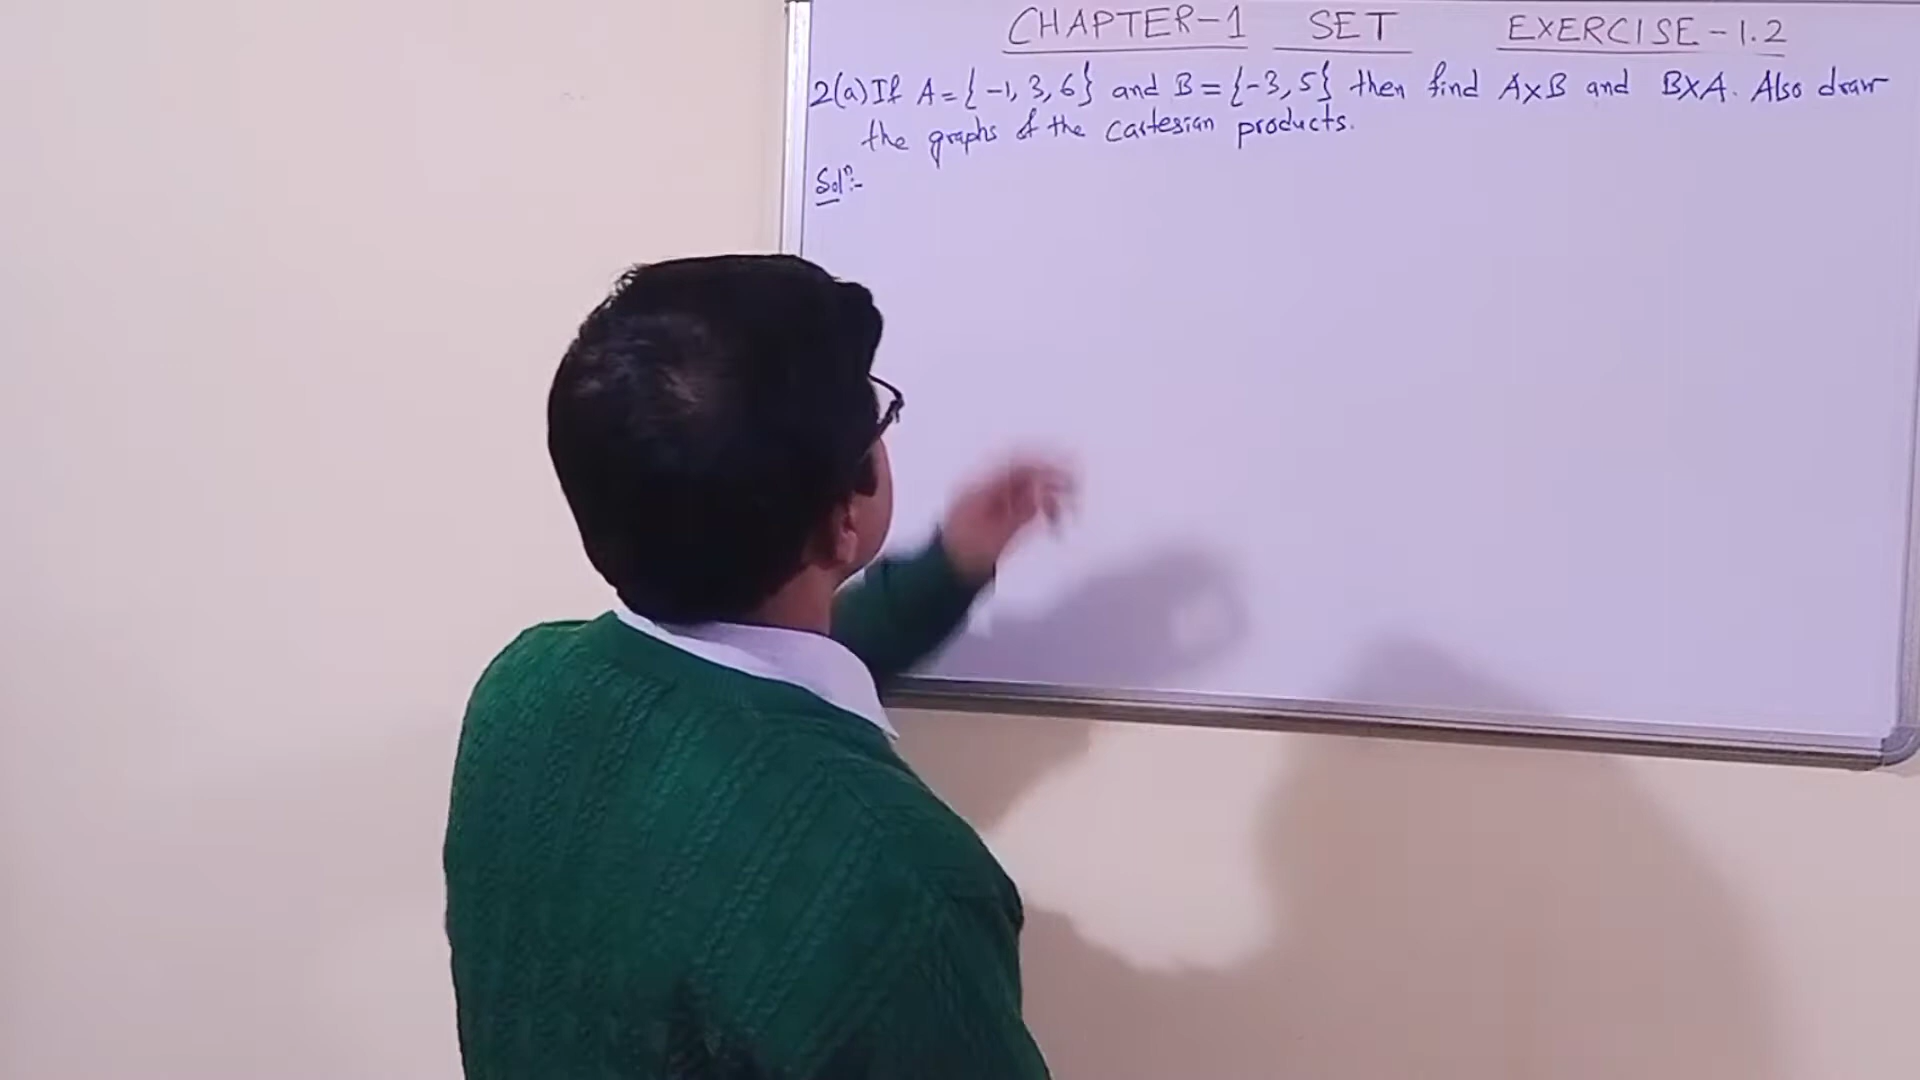 CHAPTER-1 SET EXERCISE-1.2
2(a) If A = {-1, 3, 6} and B = {-3, 5} then find A×B and B×A. Also draw
the graphs of the Cartesian products.
Solⁿ:-